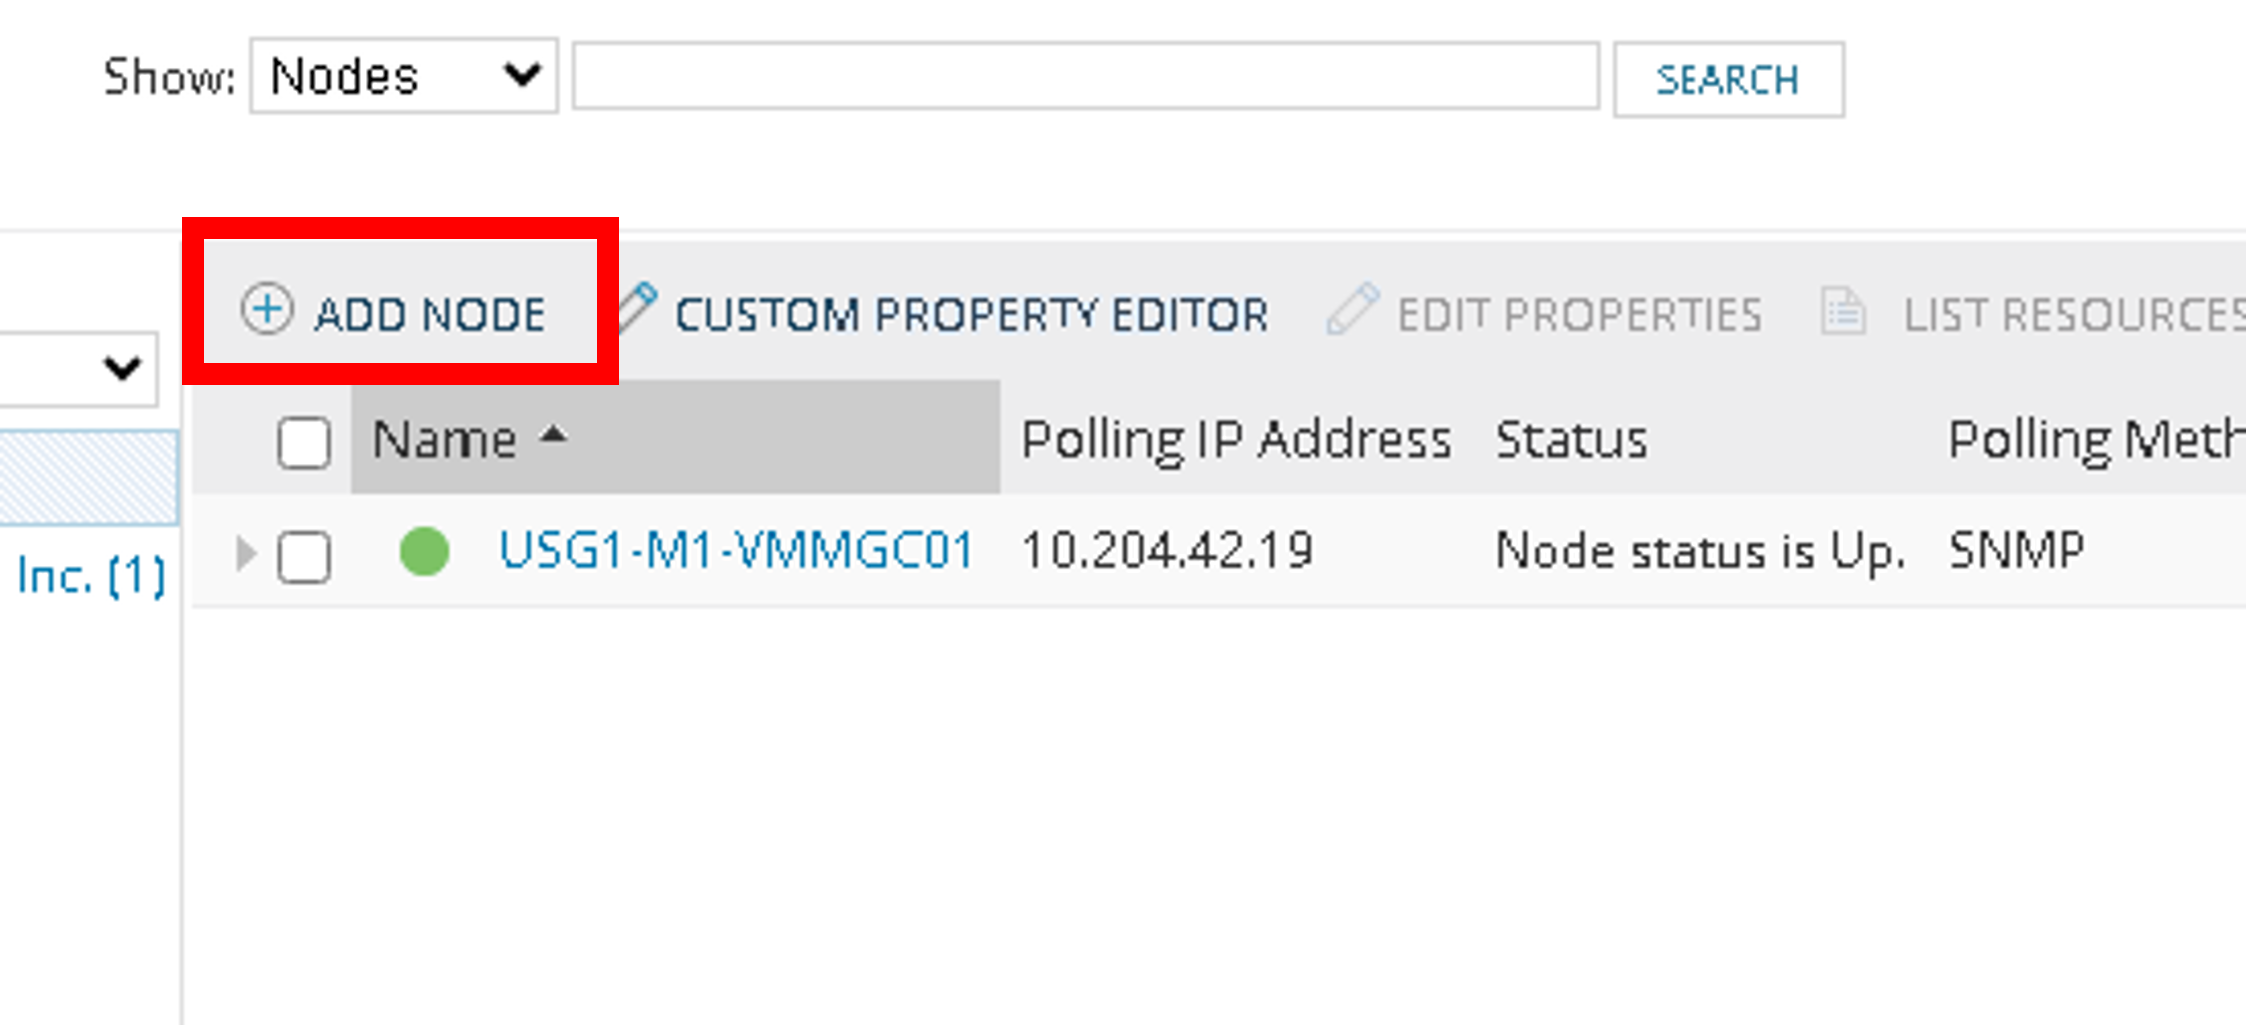 Show: Nodes SEARCH
ADD NODE CUSTOM PROPERTY EDITOR EDIT PROPERTIES LIST RESOURCES
Name Polling IP Address Status Polling Meth
USG1-M1-VMMGC01 10.204.42.19 Node status is Up. SNMP
Inc. (1)